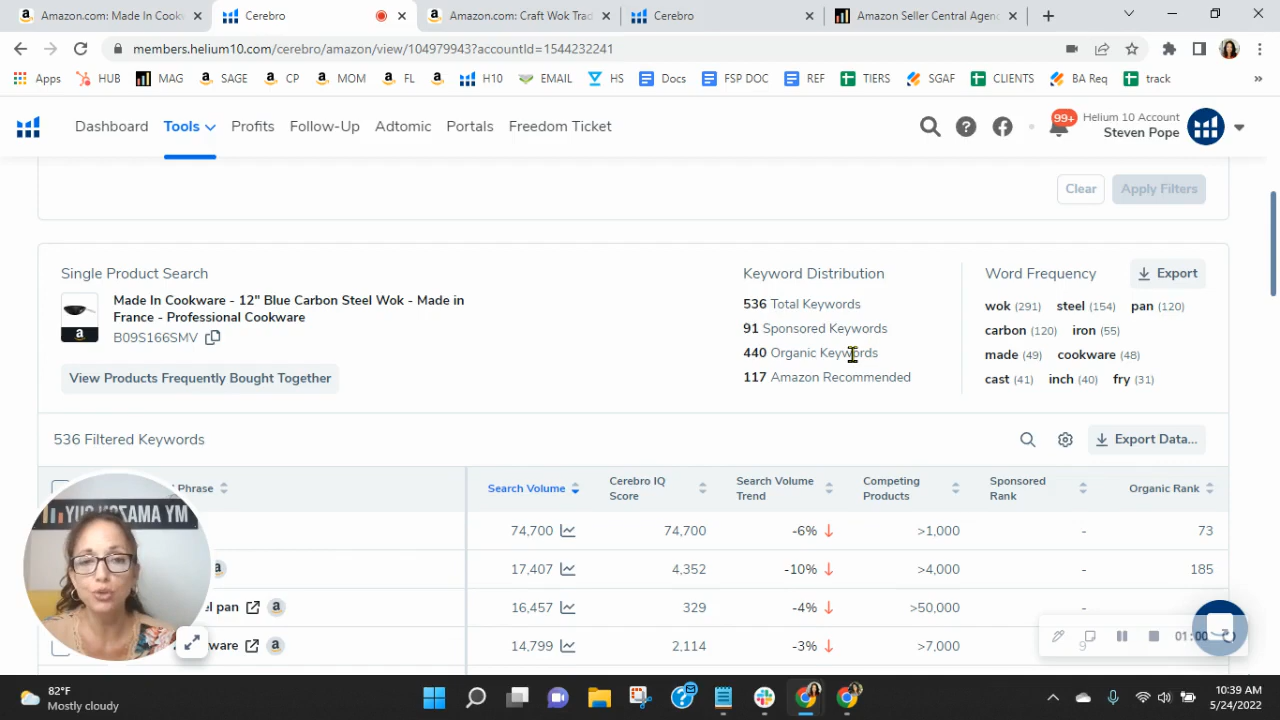 Amazon.com: Made In Cookw
Cerebro
Amazon.com: Craft Wok Trad
Cerebro
Amazon Seller Central Agenc
members.helium10.com/cerebro/amazon/view/104979943?accountId=1544232241
Apps
HUB
MAG
SAGE
CP
MOM
FL
H10
EMAIL
HS
Docs
FSP DOC
REF
TIERS
SGAF
CLIENTS
BA Req
track
Dashboard
Tools
Profits
Follow-Up
Adtomic
Portals
Freedom Ticket
99+
Helium 10 Account
Steven Pope
Clear
Apply Filters
Single Product Search
Made In Cookware - 12" Blue Carbon Steel Wok - Made in
France - Professional Cookware
B09S166SMV
View Products Frequently Bought Together
Keyword Distribution
536 Total Keywords
91 Sponsored Keywords
440 Organic Keywords
117 Amazon Recommended
Word Frequency
Export
wok (291) steel (154) pan (120)
carbon (120) iron (55)
made (49) cookware (48)
cast (41) inch (40) fry (31)
536 Filtered Keywords
Export Data...
Phrase
Search Volume
Cerebro IQ
Score
Search Volume
Trend
Competing
Products
Sponsored
Rank
Organic Rank
74,700 74,700 -6% >1,000 - 73
17,407 4,352 -10% >4,000 - 185
el pan 16,457 329 -4% >50,000 -
ware 14,799 2,114 -3% >7,000 - 9
01:00
82°F
Mostly cloudy
10:39 AM
5/24/2022